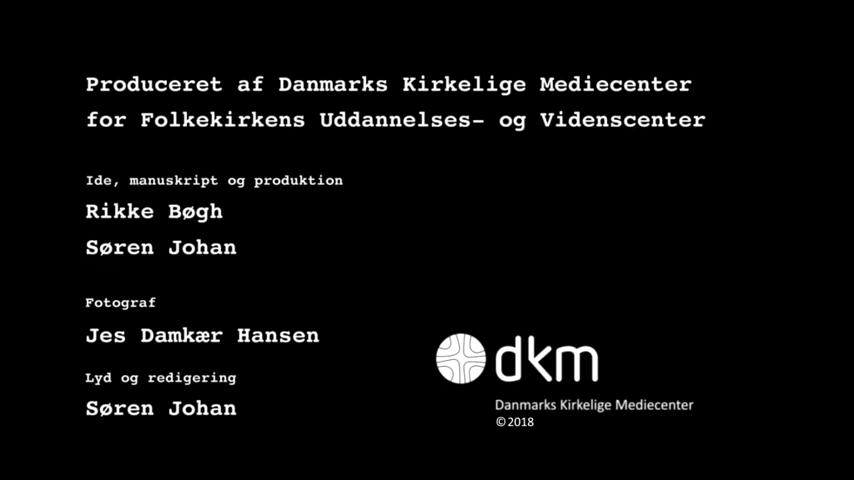 Produceret af Danmarks Kirkelige Mediecenter
for Folkekirkens Uddannelses- og Videnscenter
Ide, manuskript og produktion
Rikke Bøgh
Søren Johan
Fotograf
Jes Damkær Hansen
Lyd og redigering
Søren Johan
dkm
Danmarks Kirkelige Mediecenter
©2018